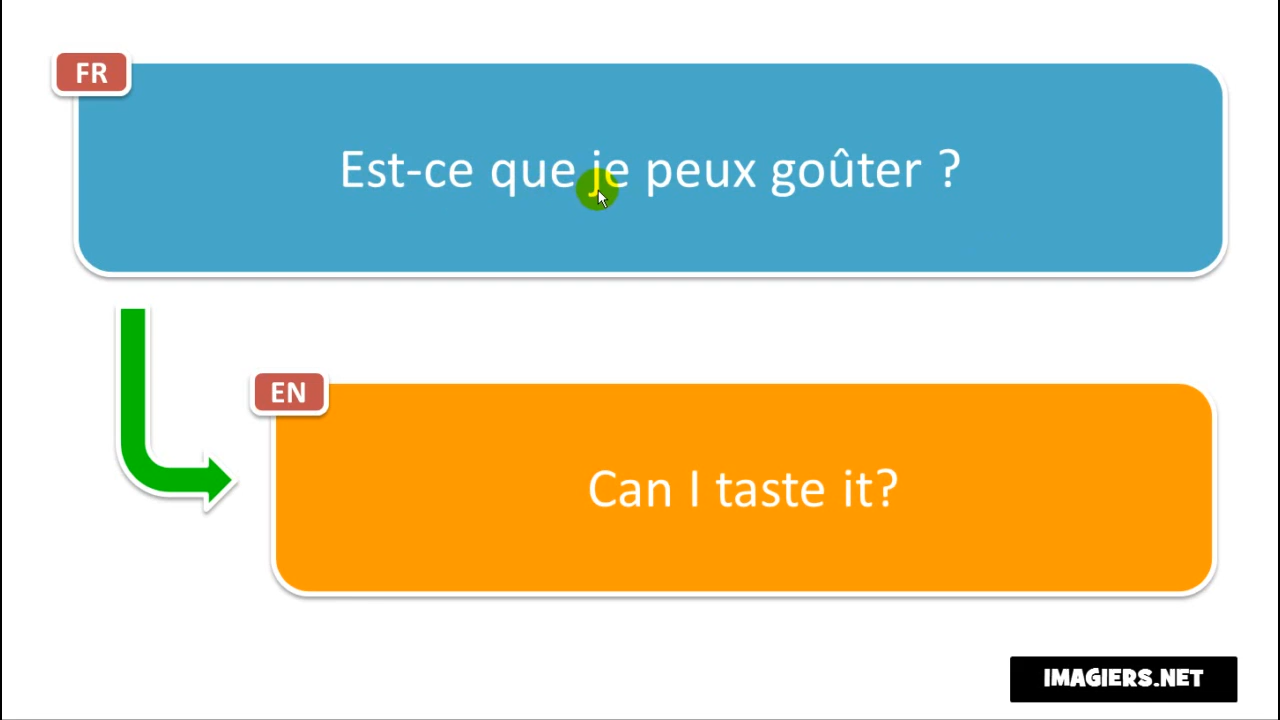 FR
Est-ce que je peux goûter ?
EN
Can I taste it?
IMAGIERS.NET